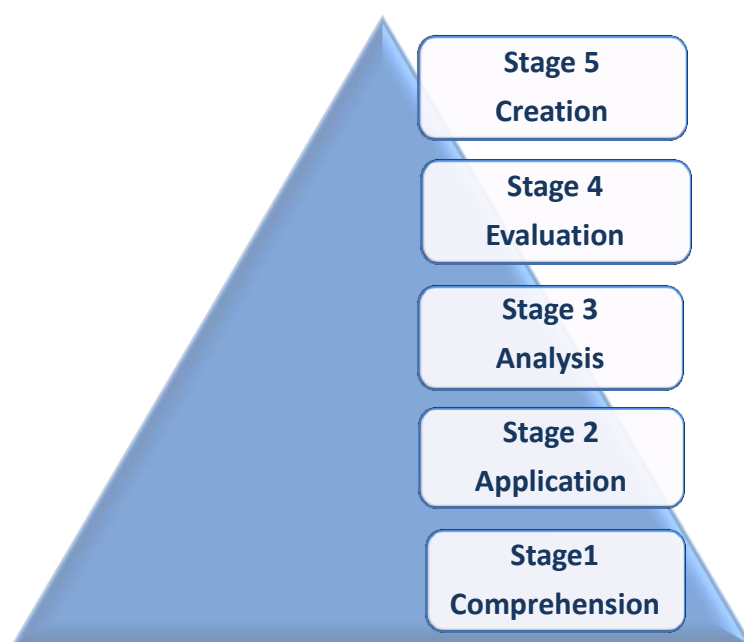 Stage 5
Creation
Stage 4
Evaluation
Stage 3
Analysis
Stage 2
Application
Stage1
Comprehension